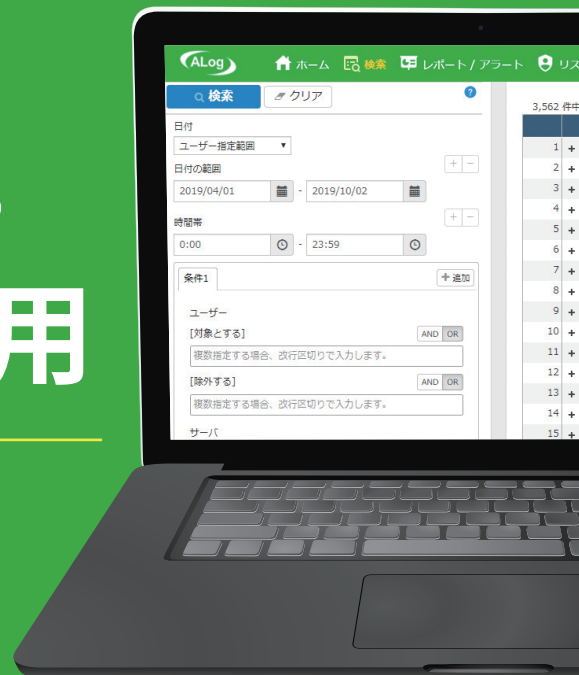 用
ALog
ホーム 検索 レポート / アラート リス
検索 クリア ?
3,562 件中
日付
ユーザー指定範囲
日付の範囲
2019/04/01 - 2019/10/02
時間帯
0:00 - 23:59
条件1 + 追加
ユーザー
[対象とする] AND OR
複数指定する場合、改行区切りで入力します。
[除外する] AND OR
複数指定する場合、改行区切りで入力します。
サーバ
1 +
2 +
3 +
4 +
5 +
6 +
7 +
8 +
9 +
10 +
11 +
12 +
13 +
14 +
15 +